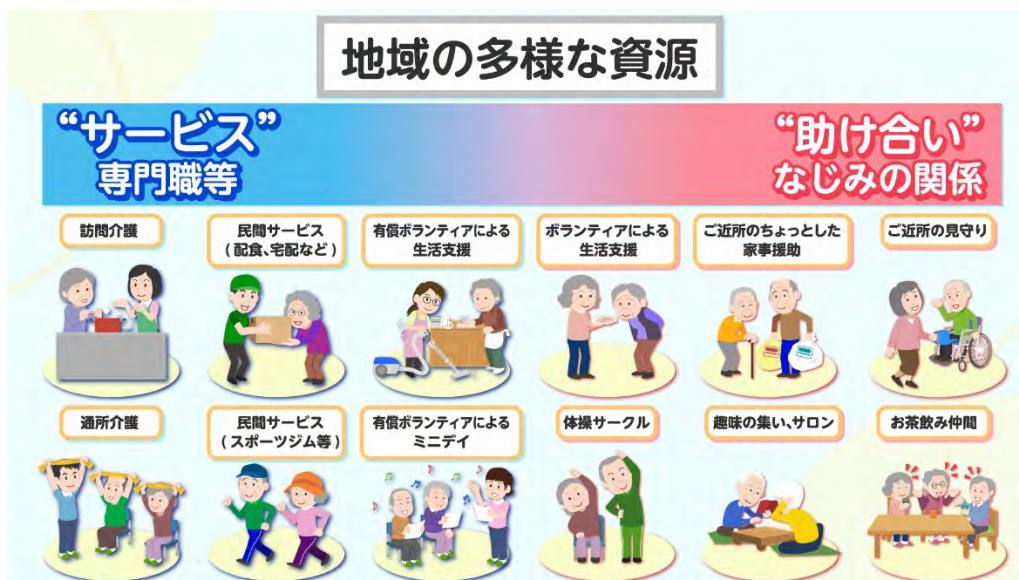 地域の多様な資源
“サービス”
専門職等
“助け合い”
なじみの関係
訪問介護
民間サービス
(配食、宅配など)
有償ボランティアによる
生活支援
ボランティアによる
生活支援
ご近所のちょっとした
家事援助
ご近所の見守り
通所介護
民間サービス
(スポーツジム等)
有償ボランティアによる
ミニデイ
体操サークル
趣味の集い、サロン
お茶飲み仲間